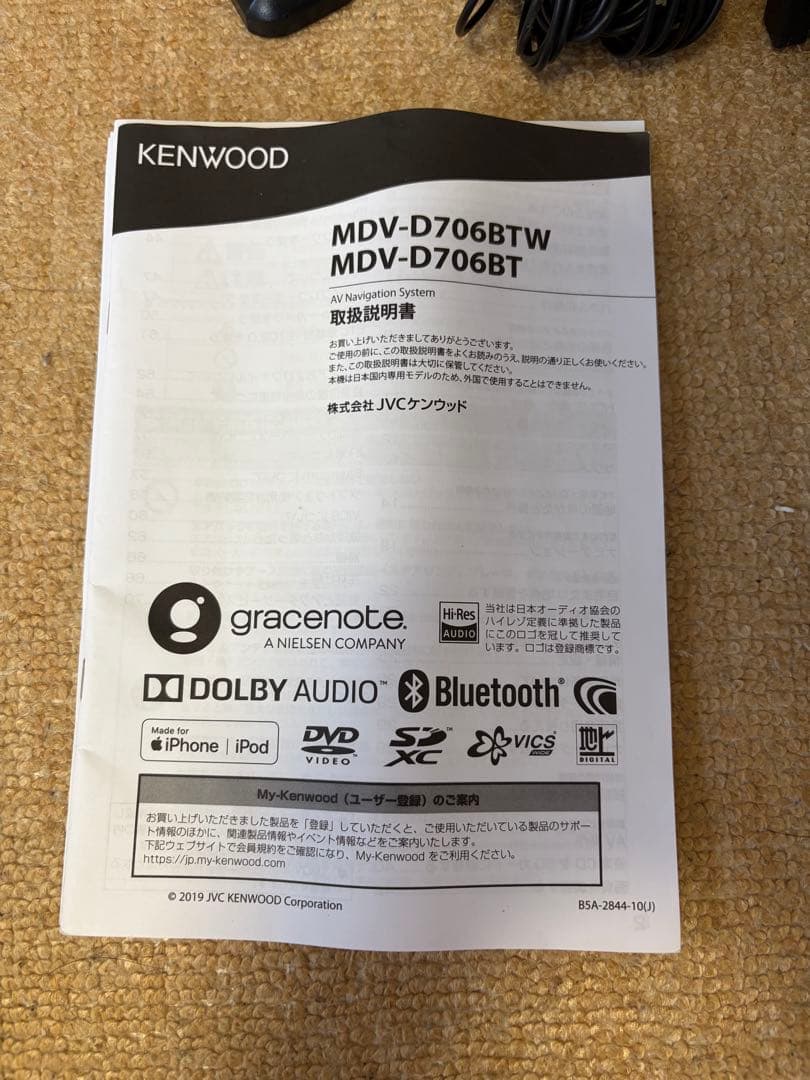 KENWOOD
MDV-D706BTW
MDV-D706BT
AV Navigation System
取扱説明書
お買い上げいただきましてありがとうございます。
ご使用の前に、この取扱説明書をよくお読みのうえ、説明の通り正しくお使いください。
また、この取扱説明書は大切に保管してください。
本機は日本国内専用モデルのため、外国で使用することはできません。
株式会社 JVCケンウッド
gracenote.
A NIELSEN COMPANY
Hi-Res
AUDIO
当社は日本オーディオ協会の
ハイレゾ定義に準拠した製品
にこのロゴを冠して推奨して
います。ロゴは登録商標です。
DOLBY AUDIO™
Bluetooth®
Made for
iPhone | iPod
DVD
VIDEO™
SD
XC™
VICS
WIDE
地上
DIGITAL
My-Kenwood（ユーザー登録）のご案内
お買い上げいただきました製品を「登録」していただくと、ご使用いただいている製品のサポー
ト情報のほかに、関連製品情報やイベント情報などをご案内いたします。
下記ウェブサイトで会員規約をご確認になり、My-Kenwood をご利用ください。
https://jp.my-kenwood.com
© 2019 JVC KENWOOD Corporation
B5A-2844-10(J)